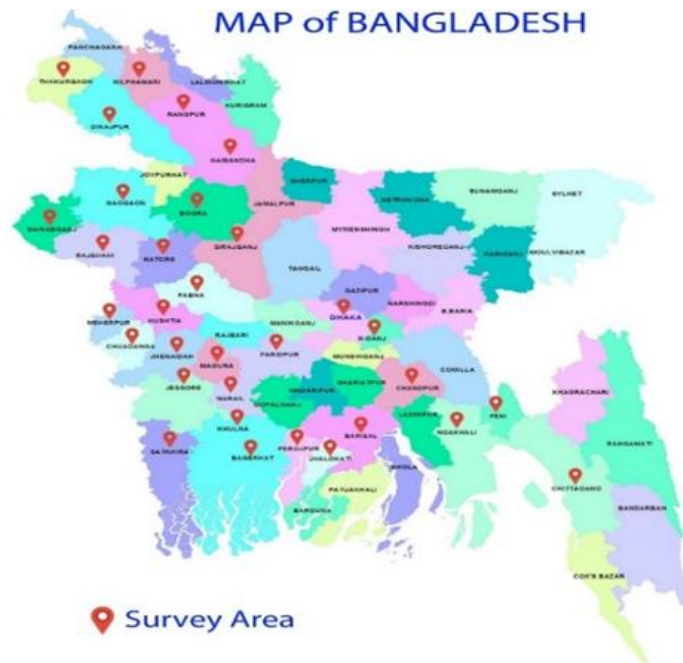 MAP of BANGLADESH
PANCHAGARH
THAKURGAON
NILPHAMARI
LALMONIRHAT
KURIGRAM
DINAJPUR
RANGPUR
GAIBANDHA
JOYPURHAT
SHERPUR
NETROKONA
SUNAMGANJ
SYLHET
NAOGAON
BOGRA
JAMALPUR
MYMENSINGH
KISHOREGANJ
HABIGANJ
MOULVIBAZAR
RAJSHAHI
NATORE
SIRAJGANJ
TANGAIL
GAZIPUR
NARSHINGDI
B.BARIA
PABNA
MEHERPUR
KUSHTIA
RAJBARI
MANIKGANJ
DHAKA
N.GANJ
CHUADANGA
JHENAIDAH
MAGURA
FARIDPUR
MUNSHIGANJ
COMILLA
KHAGRACHARI
JESSORE
NARAIL
GOPALGANJ
MADARIPUR
SHARIATPUR
CHANDPUR
LAXMIPUR
NOAKHALI
FENI
RANGAMATI
SATKHIRA
KHULNA
BAGERHAT
PEROJPUR
JHALOKATI
BARISAL
BHOLA
PATUAKHALI
BARGUNA
CHITTAGONG
BANDARBAN
COX'S BAZAR
Survey Area